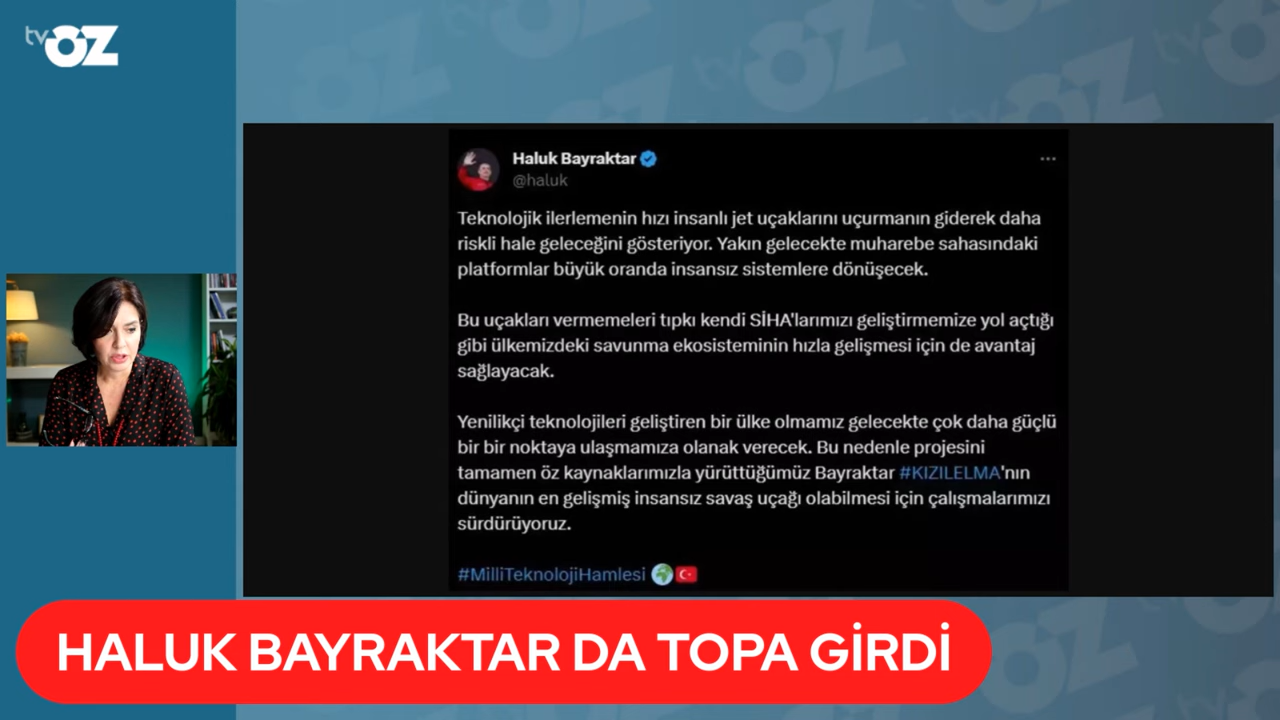 tv ÖZ
Haluk Bayraktar
@haluk
Teknolojik ilerlemenin hızı insanlı jet uçaklarını uçurmanın giderek daha
riskli hale geleceğini gösteriyor. Yakın gelecekte muharebe sahasındaki
platformlar büyük oranda insansız sistemlere dönüşecek.
Bu uçakları vermemeleri tıpkı kendi SİHA'larımızı geliştirmemize yol açtığı
gibi ülkemizdeki savunma ekosisteminin hızla gelişmesi için de avantaj
sağlayacak.
Yenilikçi teknolojileri geliştiren bir ülke olmamız gelecekte çok daha güçlü
bir bir noktaya ulaşmamıza olanak verecek. Bu nedenle projesini
tamamen öz kaynaklarımızla yürüttüğümüz Bayraktar #KIZILELMA'nın
dünyanın en gelişmiş insansız savaş uçağı olabilmesi için çalışmalarımızı
sürdürüyoruz.
#MilliTeknolojiHamlesi
HALUK BAYRAKTAR DA TOPA GİRDİ